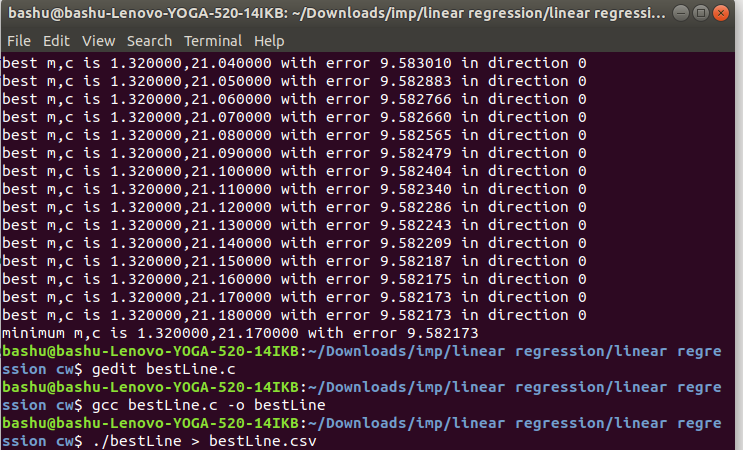 bashu@bashu-Lenovo-YOGA-520-14IKB: ~/Downloads/imp/linear regression/linear regressi...
File Edit View Search Terminal Help
best m,c is 1.320000,21.040000 with error 9.583010 in direction 0
best m,c is 1.320000,21.050000 with error 9.582883 in direction 0
best m,c is 1.320000,21.060000 with error 9.582766 in direction 0
best m,c is 1.320000,21.070000 with error 9.582660 in direction 0
best m,c is 1.320000,21.080000 with error 9.582565 in direction 0
best m,c is 1.320000,21.090000 with error 9.582479 in direction 0
best m,c is 1.320000,21.100000 with error 9.582404 in direction 0
best m,c is 1.320000,21.110000 with error 9.582340 in direction 0
best m,c is 1.320000,21.120000 with error 9.582286 in direction 0
best m,c is 1.320000,21.130000 with error 9.582243 in direction 0
best m,c is 1.320000,21.140000 with error 9.582209 in direction 0
best m,c is 1.320000,21.150000 with error 9.582187 in direction 0
best m,c is 1.320000,21.160000 with error 9.582175 in direction 0
best m,c is 1.320000,21.170000 with error 9.582173 in direction 0
best m,c is 1.320000,21.180000 with error 9.582173 in direction 0
minimum m,c is 1.320000,21.170000 with error 9.582173
bashu@bashu-Lenovo-YOGA-520-14IKB:~/Downloads/imp/linear regression/linear regre
ssion cw$ gedit bestLine.c
bashu@bashu-Lenovo-YOGA-520-14IKB:~/Downloads/imp/linear regression/linear regre
ssion cw$ gcc bestLine.c -o bestLine
bashu@bashu-Lenovo-YOGA-520-14IKB:~/Downloads/imp/linear regression/linear regre
ssion cw$ ./bestLine > bestLine.csv